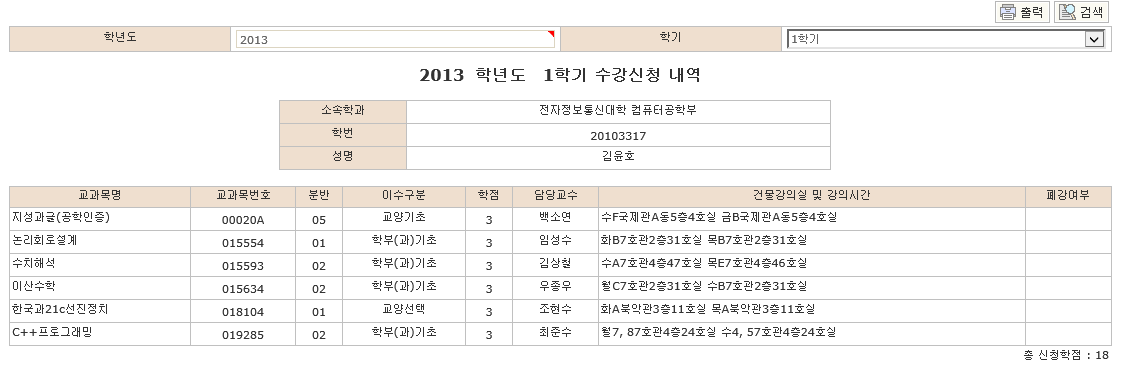 출력 검색
학년도 2013 학기 1학기
2013 학년도 1학기 수강신청 내역
소속학과 전자정보통신대학 컴퓨터공학부
학번 20103317
성명 김윤호
교과목명 교과목번호 분반 이수구분 학점 담당교수 건물강의실 및 강의시간 폐강여부
지성과글(공학인증) 00020A 05 교양기초 3 백소연 수F국제관A동5층4호실 금B국제관A동5층4호실
논리회로설계 015554 01 학부(과)기초 3 임성수 화B7호관2층31호실 목B7호관2층31호실
수치해석 015593 02 학부(과)기초 3 김상철 수A7호관4층47호실 목E7호관4층46호실
이산수학 015634 02 학부(과)기초 3 우종우 월C7호관2층31호실 수B7호관2층31호실
한국과21c선진정치 018104 01 교양선택 3 조현수 화A북악관3층11호실 목A북악관3층11호실
C++프로그래밍 019285 02 학부(과)기초 3 최준수 월7, 87호관4층24호실 수4, 57호관4층24호실
총 신청학점 : 18